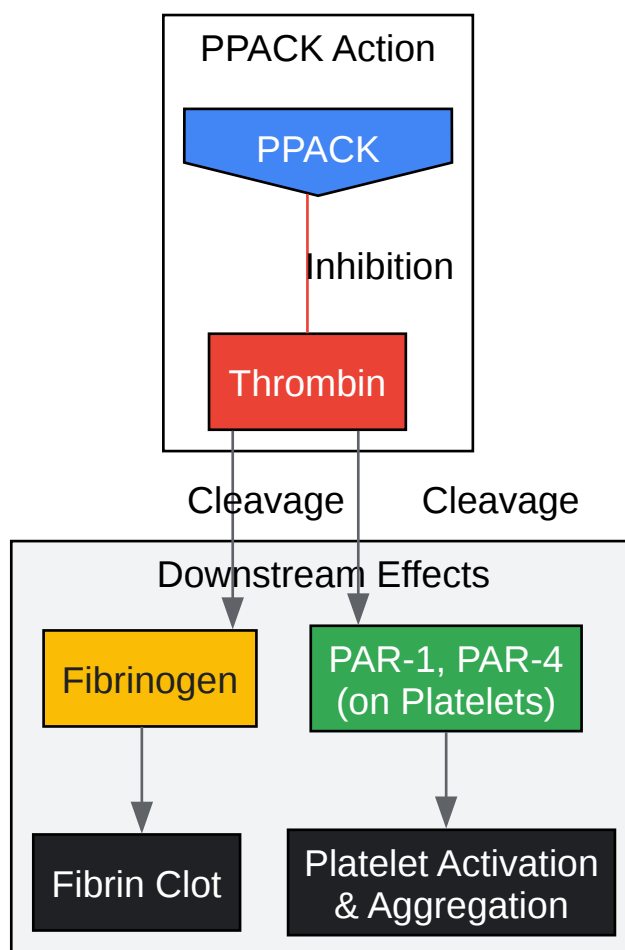 PPACK Action
PPACK
Inhibition
Thrombin
Cleavage
Cleavage
Downstream Effects
Fibrinogen
PAR-1, PAR-4
(on Platelets)
Fibrin Clot
Platelet Activation
& Aggregation